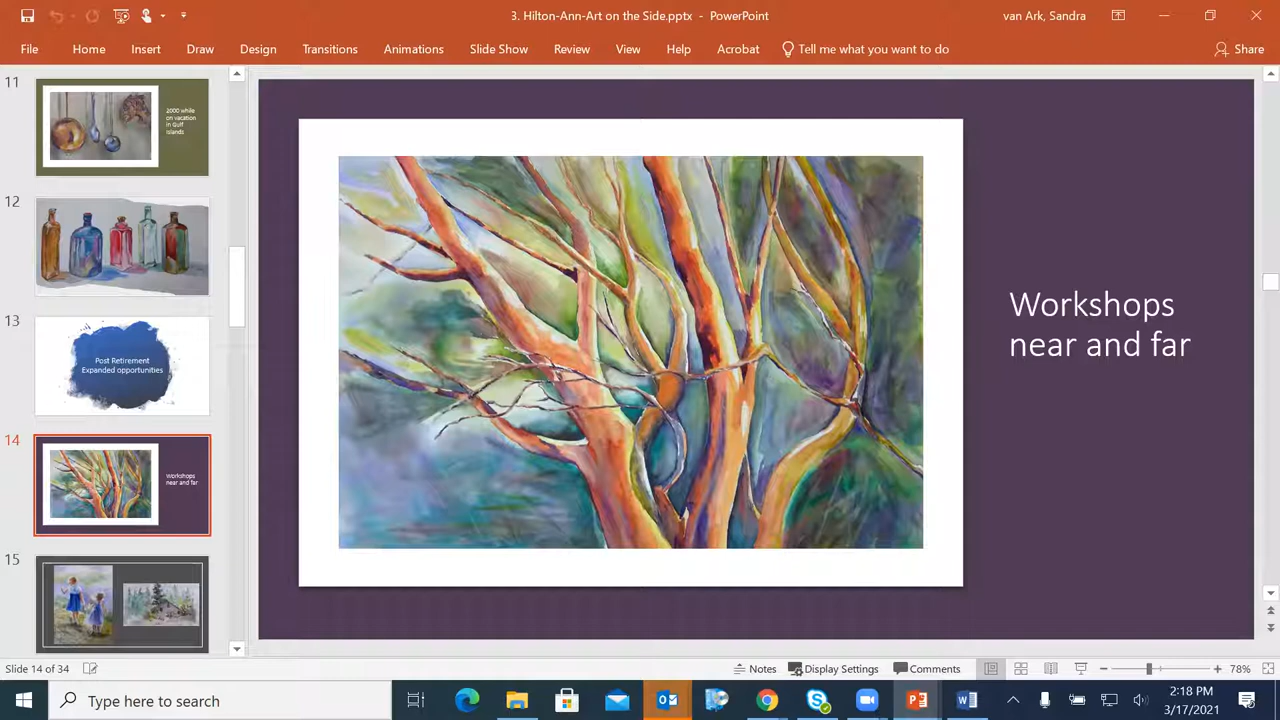 3. Hilton-Ann-Art on the Side.pptx - PowerPoint
van Ark, Sandra
File Home Insert Draw Design Transitions Animations Slide Show Review View Help Acrobat Tell me what you want to do Share
11
2000 while
on vacation
in Gulf
Islands
12
13
Post Retirement
Expanded opportunities
14
Workshops
near and far
15
Workshops
near and far
Slide 14 of 34 Notes Display Settings Comments 78%
Type here to search
2:18 PM
3/17/2021